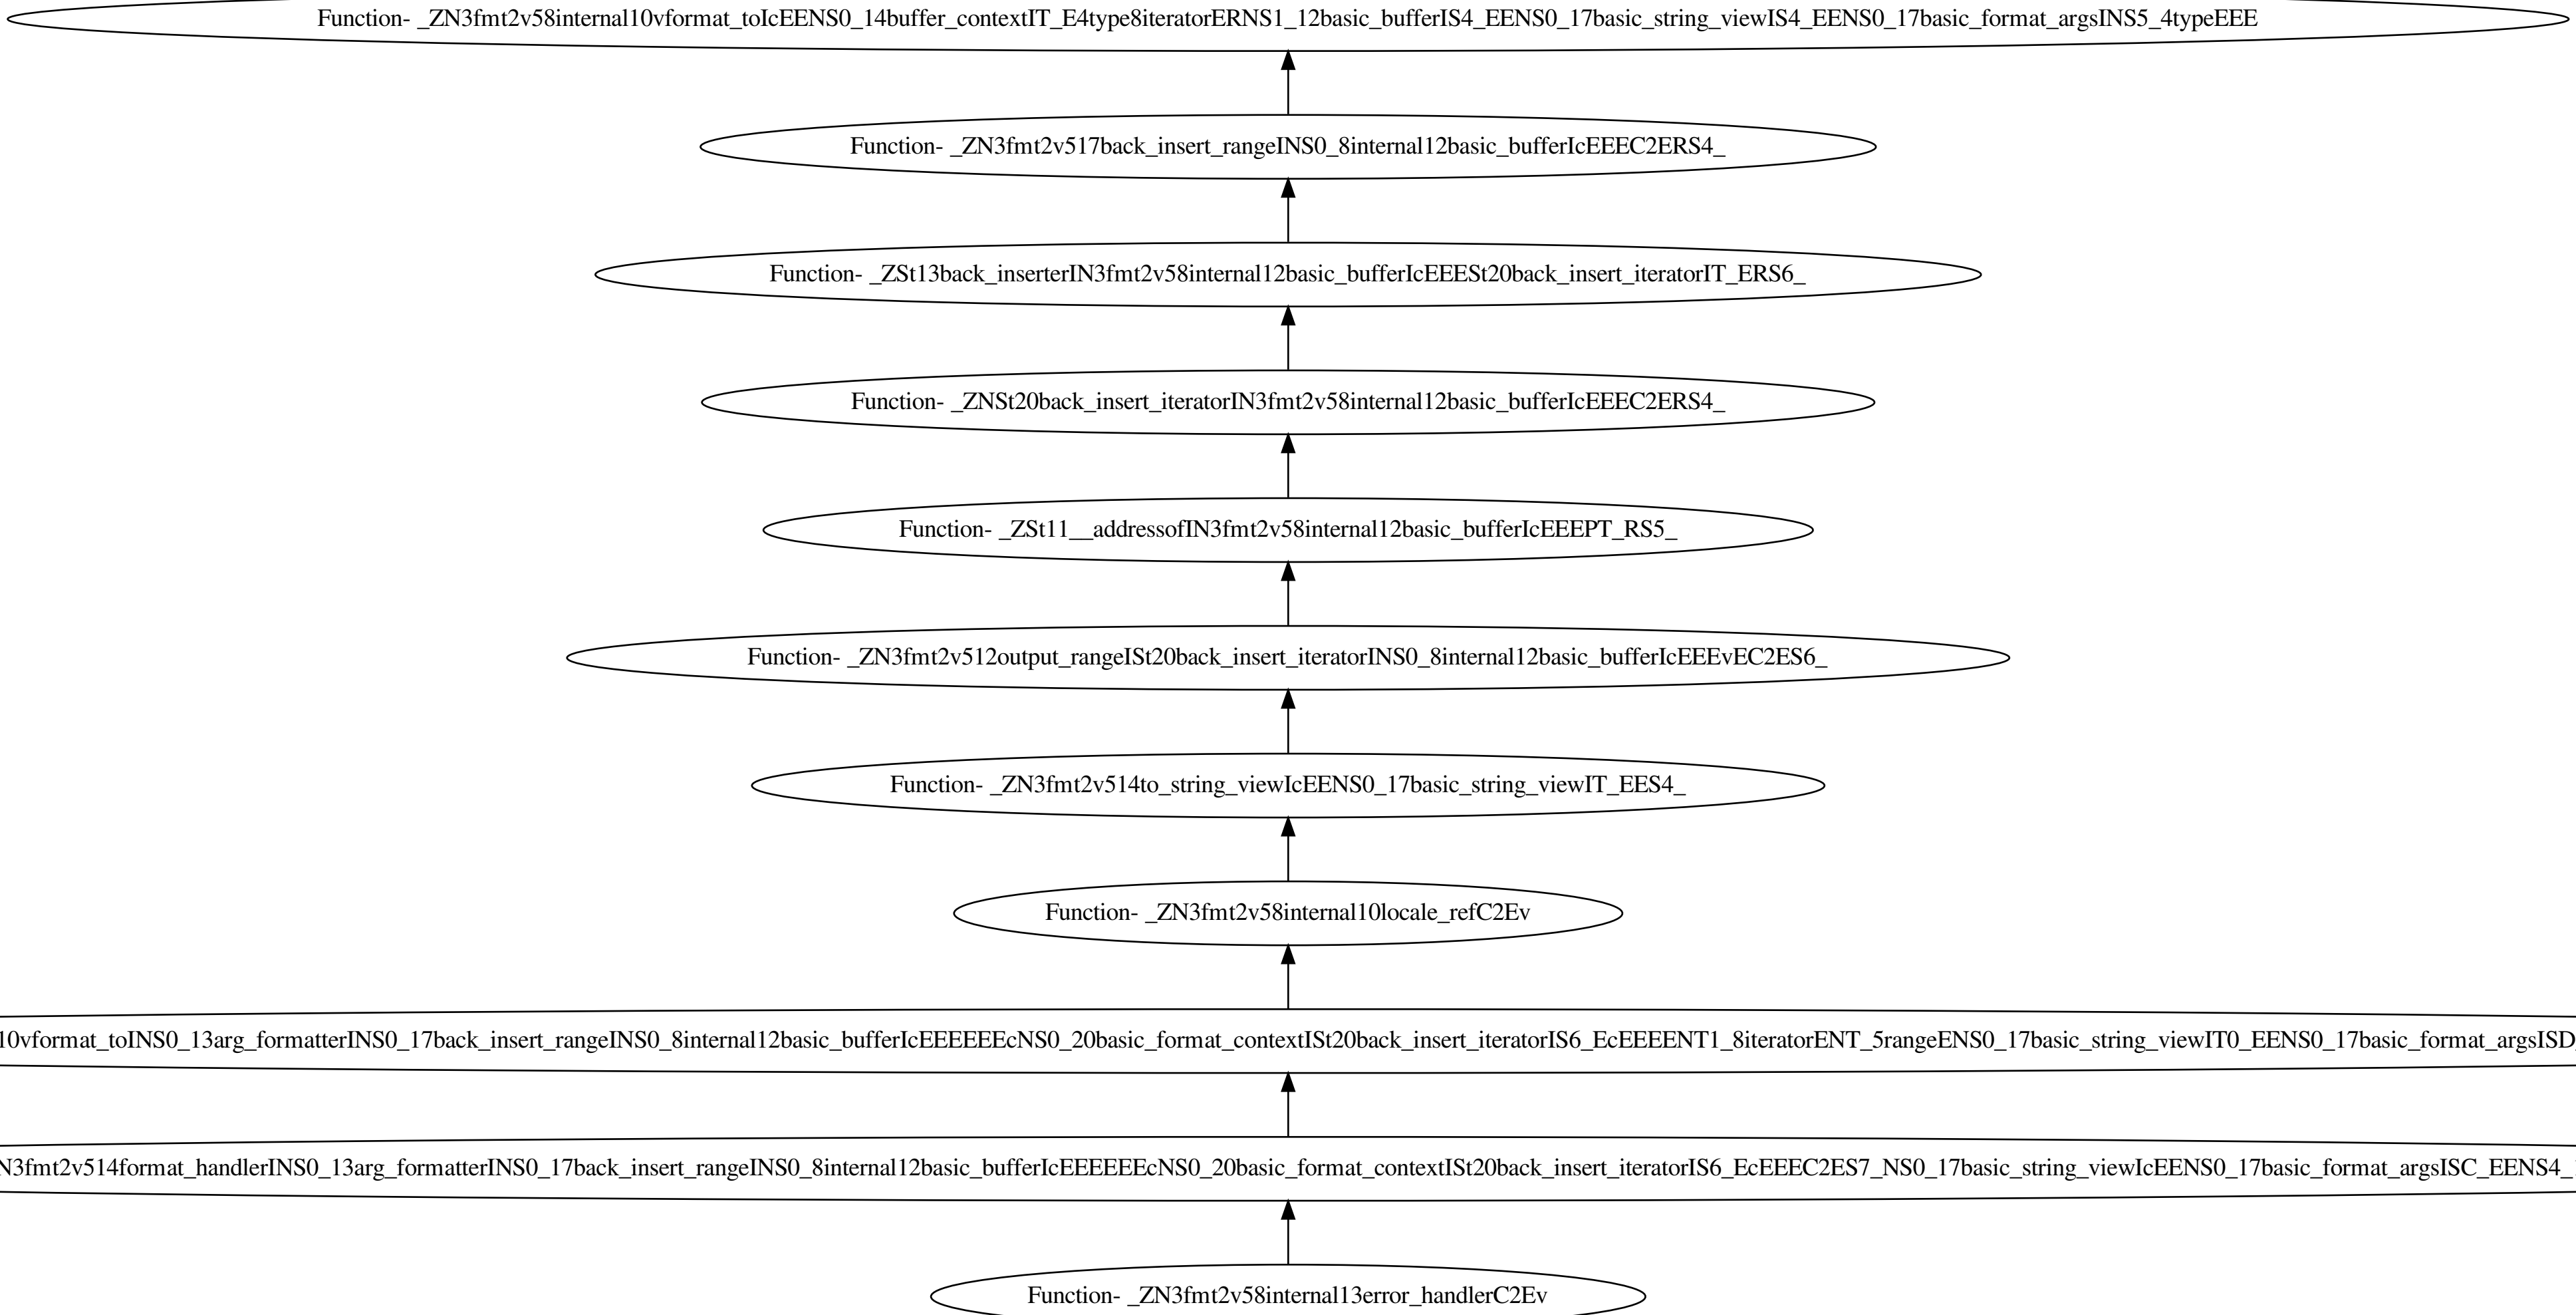 Function- _ZN3fmt2v58internal10vformat_toIcEENS0_14buffer_contextIT_E4type8iteratorERNS1_12basic_bufferIS4_EENS0_17basic_string_viewIS4_EENS0_17basic_format_argsINS5_4typeEEE
Function- _ZN3fmt2v517back_insert_rangeINS0_8internal12basic_bufferIcEEEC2ERS4_
Function- _ZSt13back_inserterIN3fmt2v58internal12basic_bufferIcEEESt20back_insert_iteratorIT_ERS6_
Function- _ZNSt20back_insert_iteratorIN3fmt2v58internal12basic_bufferIcEEEC2ERS4_
Function- _ZSt11__addressofIN3fmt2v58internal12basic_bufferIcEEEPT_RS5_
Function- _ZN3fmt2v512output_rangeISt20back_insert_iteratorINS0_8internal12basic_bufferIcEEEvEC2ES6_
Function- _ZN3fmt2v514to_string_viewIcEENS0_17basic_string_viewIT_EES4_
Function- _ZN3fmt2v58internal10locale_refC2Ev
10vformat_toINS0_13arg_formatterINS0_17back_insert_rangeINS0_8internal12basic_bufferIcEEEEEEcNS0_20basic_format_contextISt20back_insert_iteratorIS6_EcEEEENT1_8iteratorENT_5rangeENS0_17basic_string_viewIT0_EENS0_17basic_format_argsISD
N3fmt2v514format_handlerINS0_13arg_formatterINS0_17back_insert_rangeINS0_8internal12basic_bufferIcEEEEEEcNS0_20basic_format_contextISt20back_insert_iteratorIS6_EcEEEC2ES7_NS0_17basic_string_viewIcEENS0_17basic_format_argsISC_EENS4_
Function- _ZN3fmt2v58internal13error_handlerC2Ev